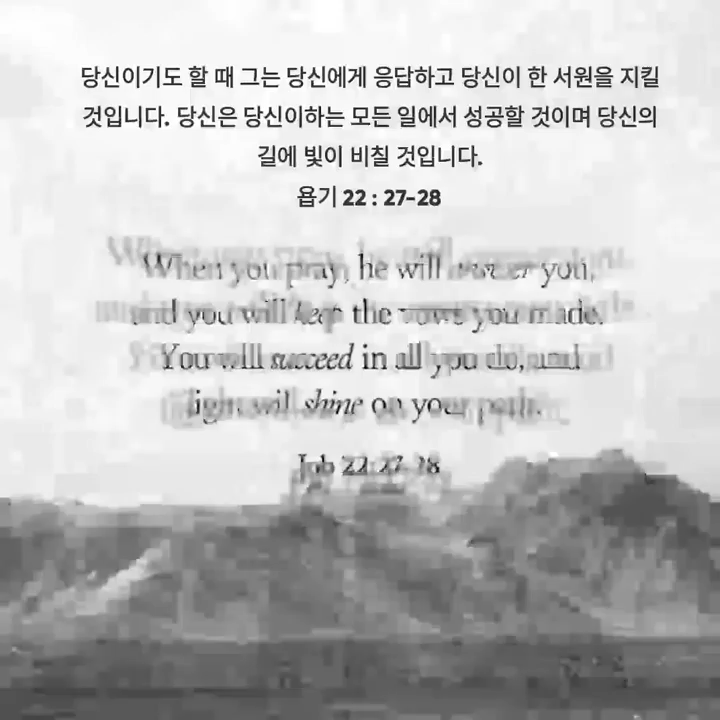 당신이기도 할 때 그는 당신에게 응답하고 당신이 한 서원을 지킬
것입니다. 당신은 당신이하는 모든 일에서 성공할 것이며 당신의
길에 빛이 비칠 것입니다.
욥기 22 : 27-28
When you pray, he will answer you,
and you will keep the vows you made.
You will succeed in all you do, and
light will shine on your path.
Job 22:27-28